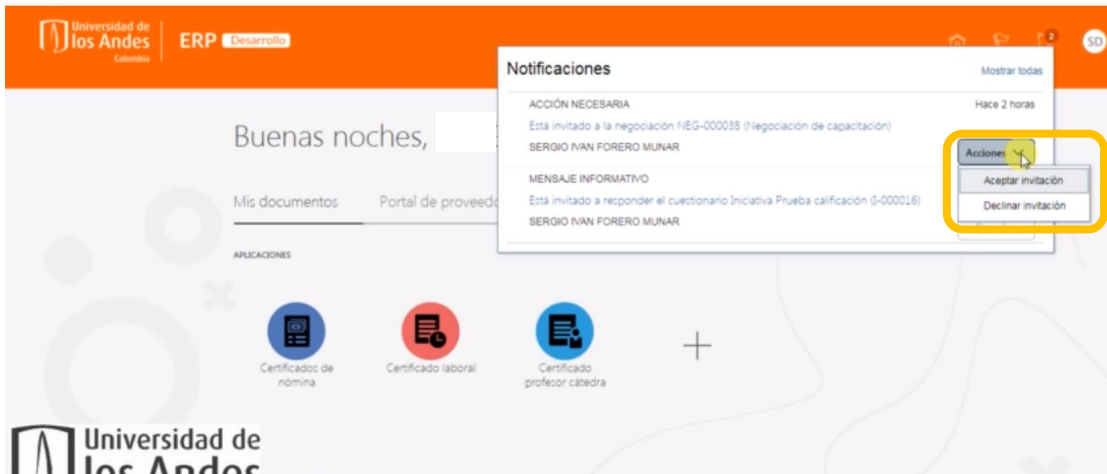 Universidad de
los Andes
Colombia
ERP Desarrollo
2
SD
Notificaciones
Mostrar todas
ACCIÓN NECESARIA
Hace 2 horas
Está invitado a la negociación NEG-000038 (Negociación de capacitación)
SERGIO IVAN FORERO MUNAR
Acciones
Aceptar invitación
Declinar invitación
MENSAJE INFORMATIVO
Está invitado a responder el cuestionario Iniciativa Prueba calificación (I-000016)
SERGIO IVAN FORERO MUNAR
Buenas noches,
Mis documentos
Portal de proveedo
APLICACIONES
Certificados de
nómina
Certificado laboral
Certificado
profesor cátedra
Universidad de
los Andes